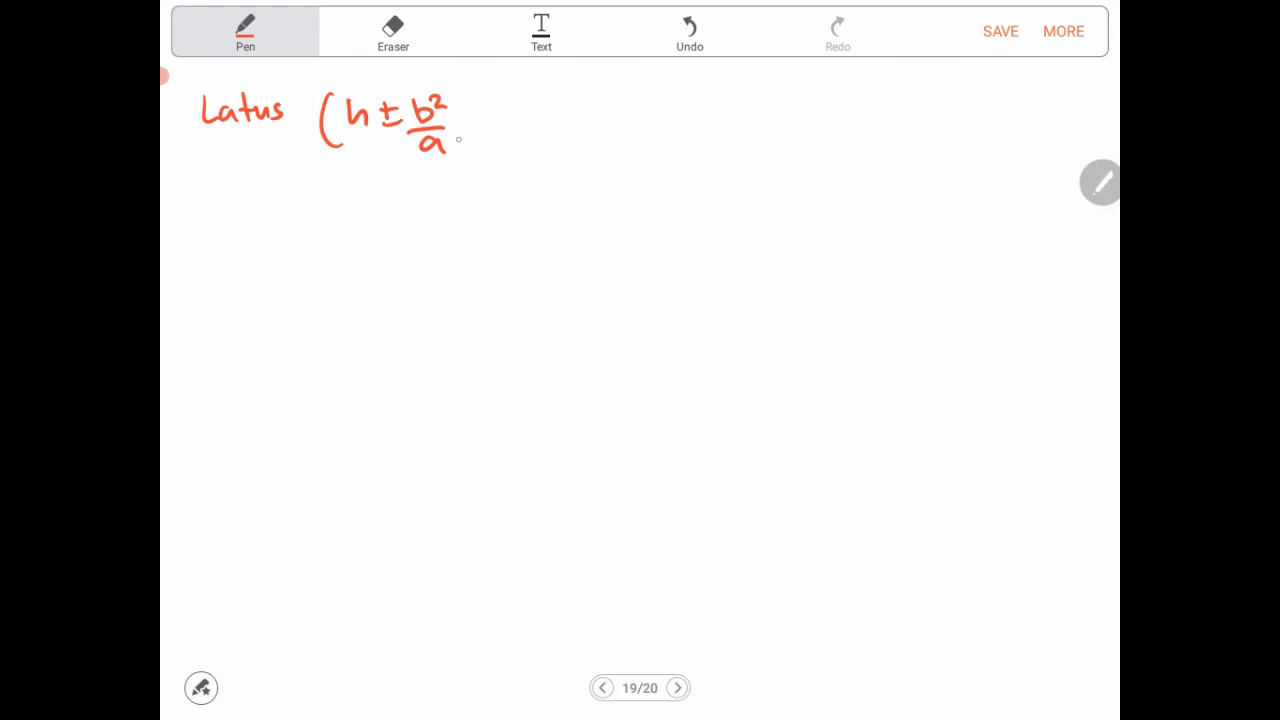 Pen Eraser Text Undo Redo SAVE MORE
Latus (h ± b²/a
19/20